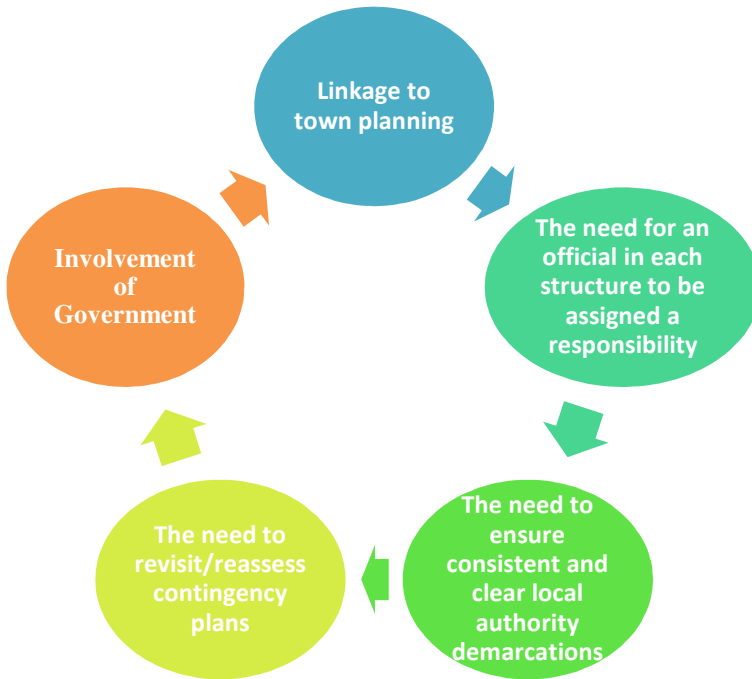 Linkage to
town planning
The need for an
official in each
structure to be
assigned a
responsibility
The need to
ensure
consistent and
clear local
authority
demarcations
The need to
revisit/reassess
contingency
plans
Involvement
of
Government